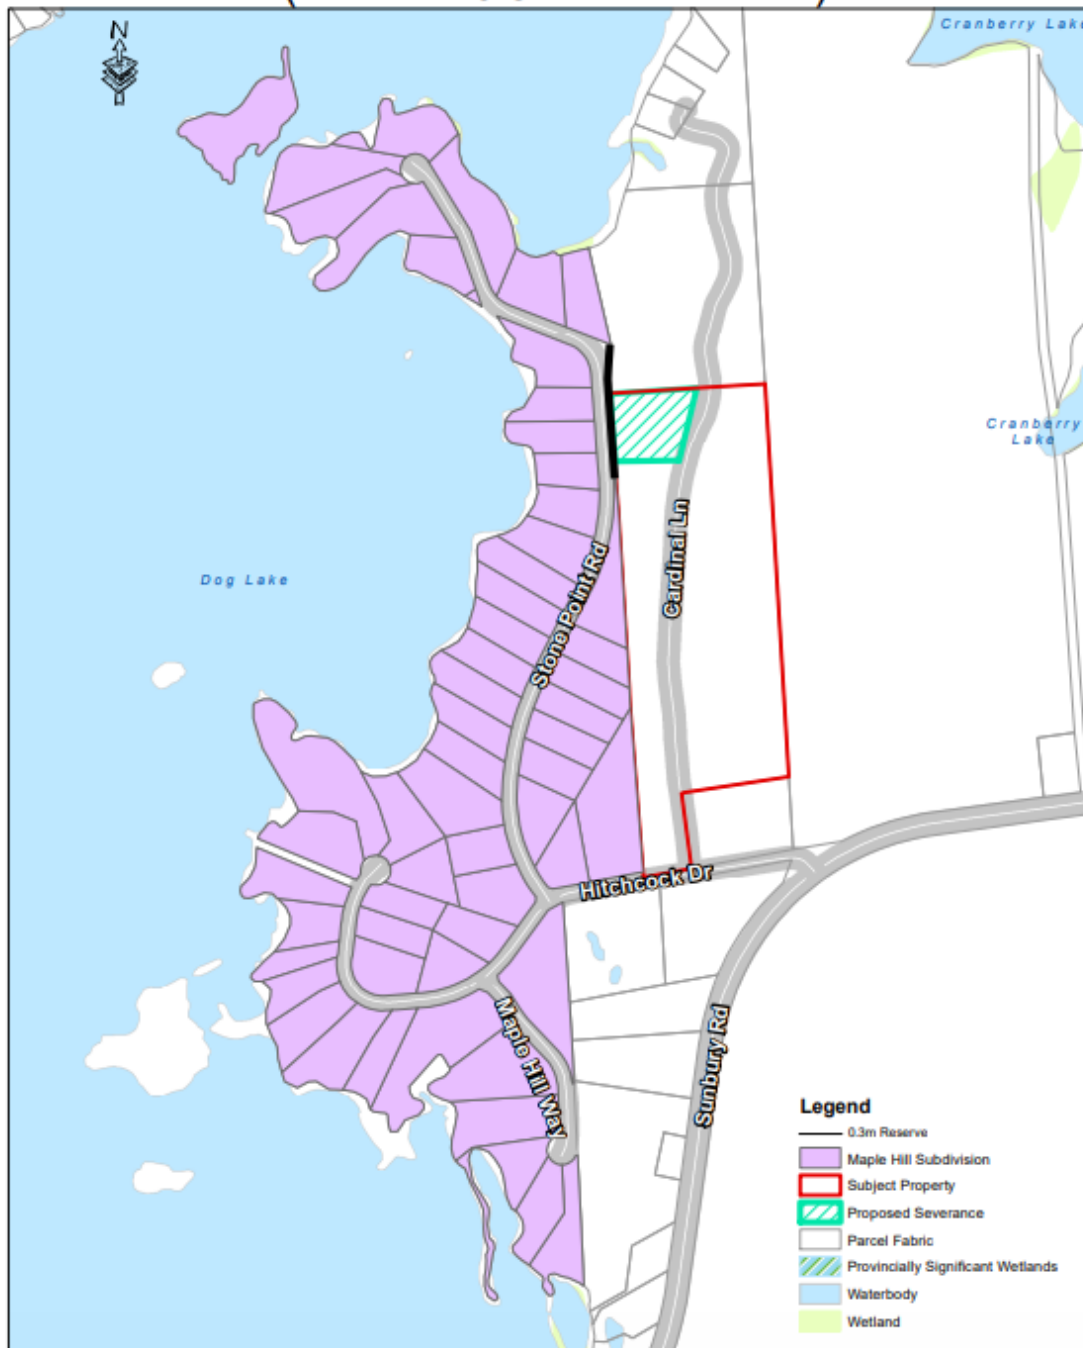 Cranberry Lake
N
Cranberry
Lake
Cardinal Ln
Dog Lake
Stone Point Rd
Hitchcock Dr
Maple Hill Way
Sunbury Rd
Legend
0.3m Reserve
Maple Hill Subdivision
Subject Property
Proposed Severance
Parcel Fabric
Provincially Significant Wetlands
Waterbody
Wetland